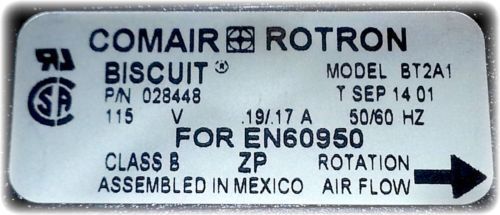 COMAIR ROTRON
BISCUIT ® MODEL BT2A1
P/N 028448 T SEP 14 01
115 V .19/.17 A 50/60 HZ
FOR EN60950
CLASS B ZP ROTATION
ASSEMBLED IN MEXICO AIR FLOW